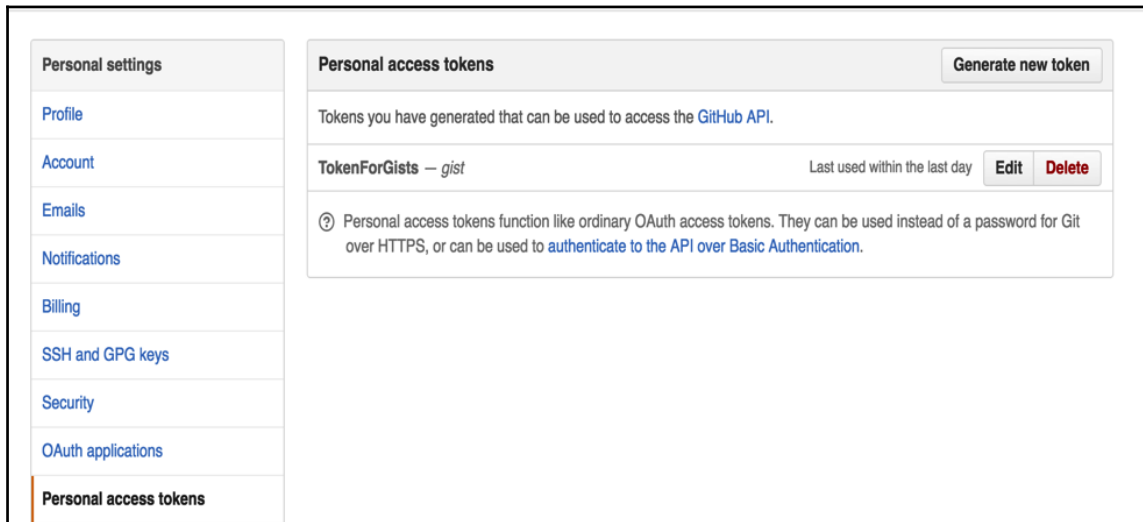 Personal settings
Profile
Account
Emails
Notifications
Billing
SSH and GPG keys
Security
OAuth applications
Personal access tokens
Personal access tokens
Generate new token
Tokens you have generated that can be used to access the GitHub API.
TokenForGists — gist
Last used within the last day
Edit
Delete
Personal access tokens function like ordinary OAuth access tokens. They can be used instead of a password for Git
over HTTPS, or can be used to authenticate to the API over Basic Authentication.